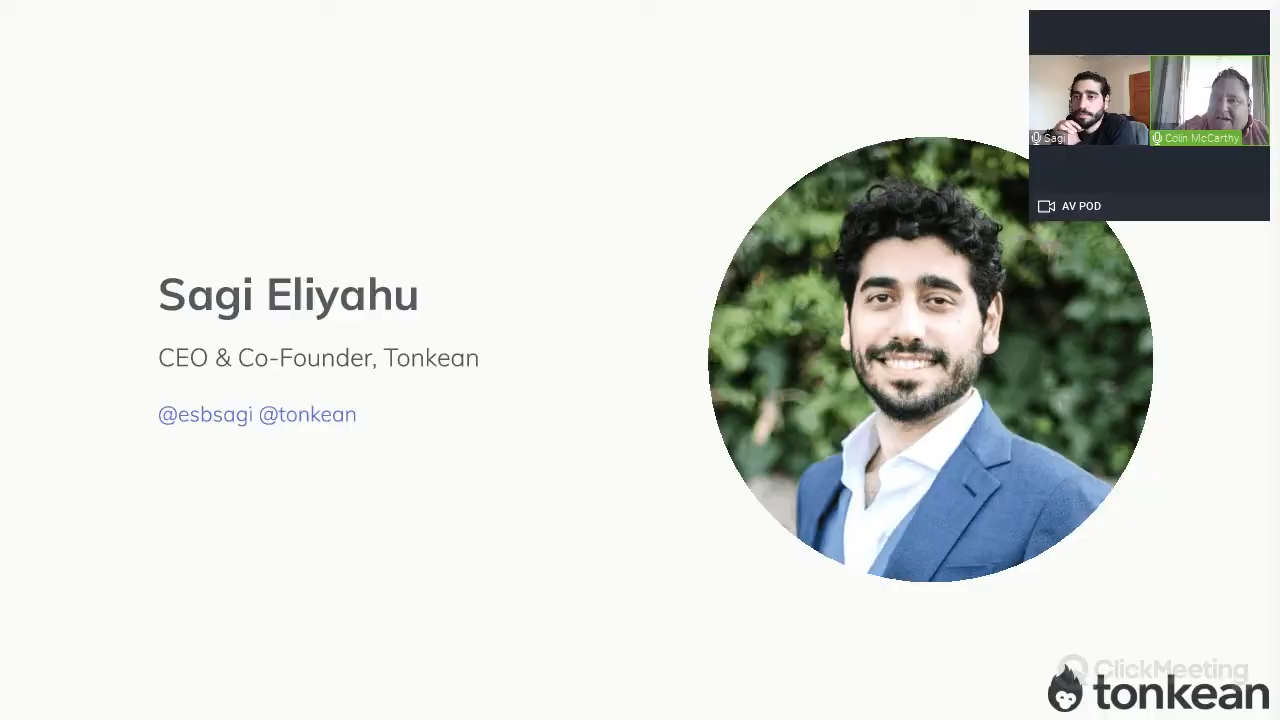 Sagi Eliyahu
CEO & Co-Founder, Tonkean
@esbsagi @tonkean
Sagi
Colin McCarthy
AV POD
ClickMeeting
tonkean